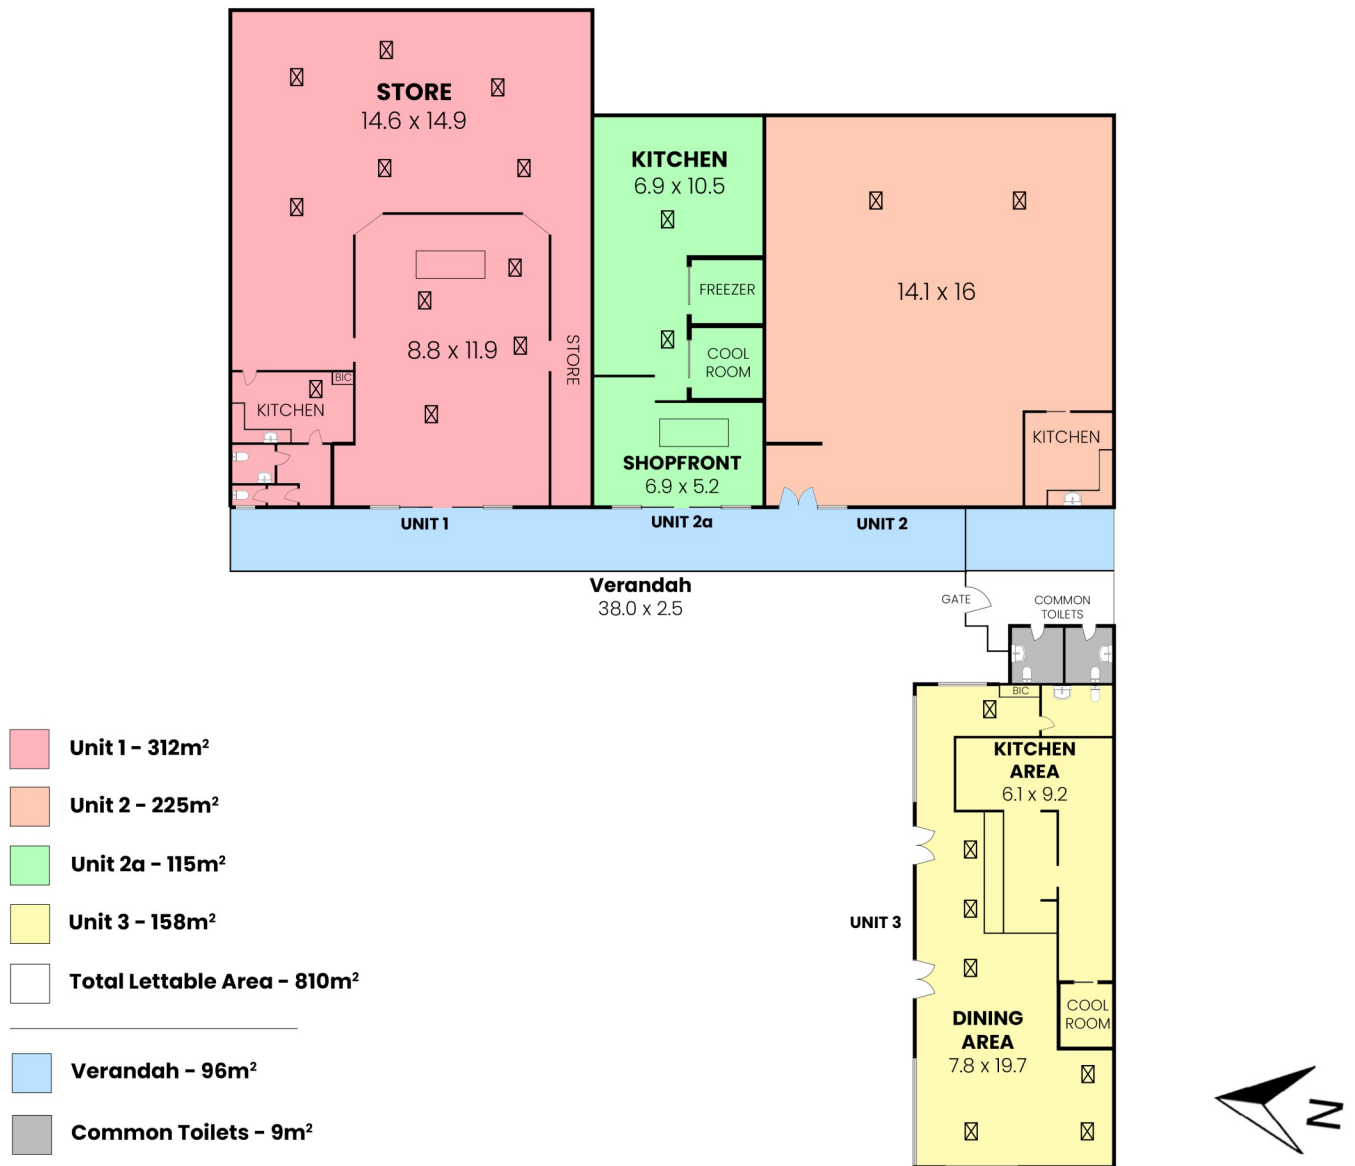 STORE
14.6 x 14.9
KITCHEN
6.9 x 10.5
FREEZER
14.1 x 16
8.8 x 11.9
STORE
COOL
ROOM
BIC
KITCHEN
KITCHEN
SHOPFRONT
6.9 x 5.2
UNIT 1
UNIT 2a
UNIT 2
Verandah
38.0 x 2.5
GATE
COMMON
TOILETS
BIC
KITCHEN
AREA
6.1 x 9.2
UNIT 3
COOL
ROOM
DINING
AREA
7.8 x 19.7
Unit 1 - 312m²
Unit 2 - 225m²
Unit 2a - 115m²
Unit 3 - 158m²
Total Lettable Area - 810m²
Verandah - 96m²
Common Toilets - 9m²
N